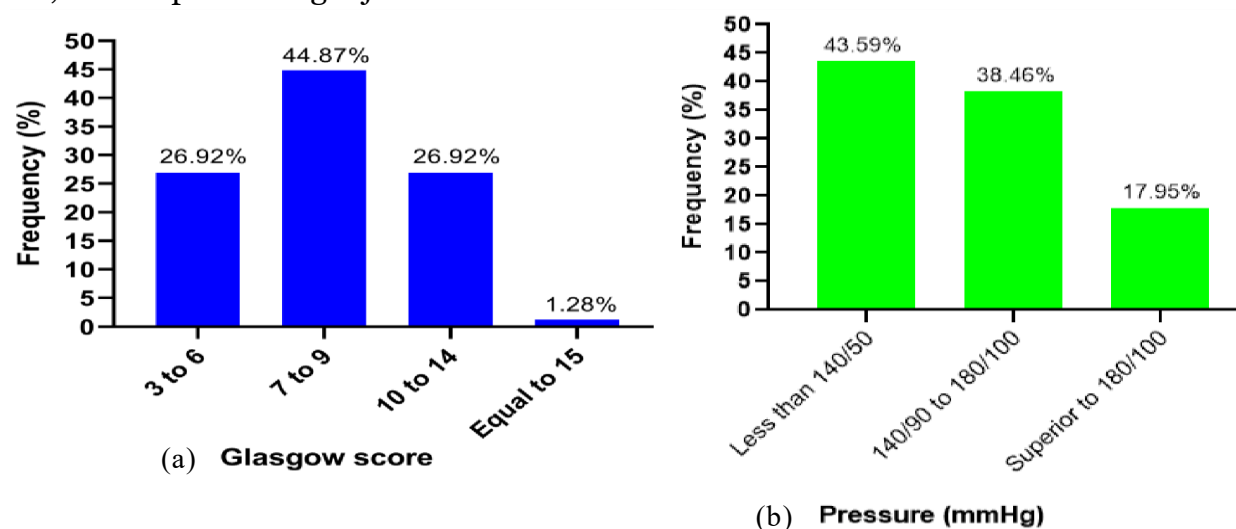 50
45
40
35
30
25
20
15
10
5
0
Frequency (%)
26.92%
44.87%
26.92%
1.28%
3 to 6
7 to 9
10 to 14
Equal to 15
(a) Glasgow score
50
45
40
35
30
25
20
15
10
5
0
Frequency (%)
43.59%
38.46%
17.95%
Less than 140/50
140/90 to 180/100
Superior to 180/100
(b) Pressure (mmHg)